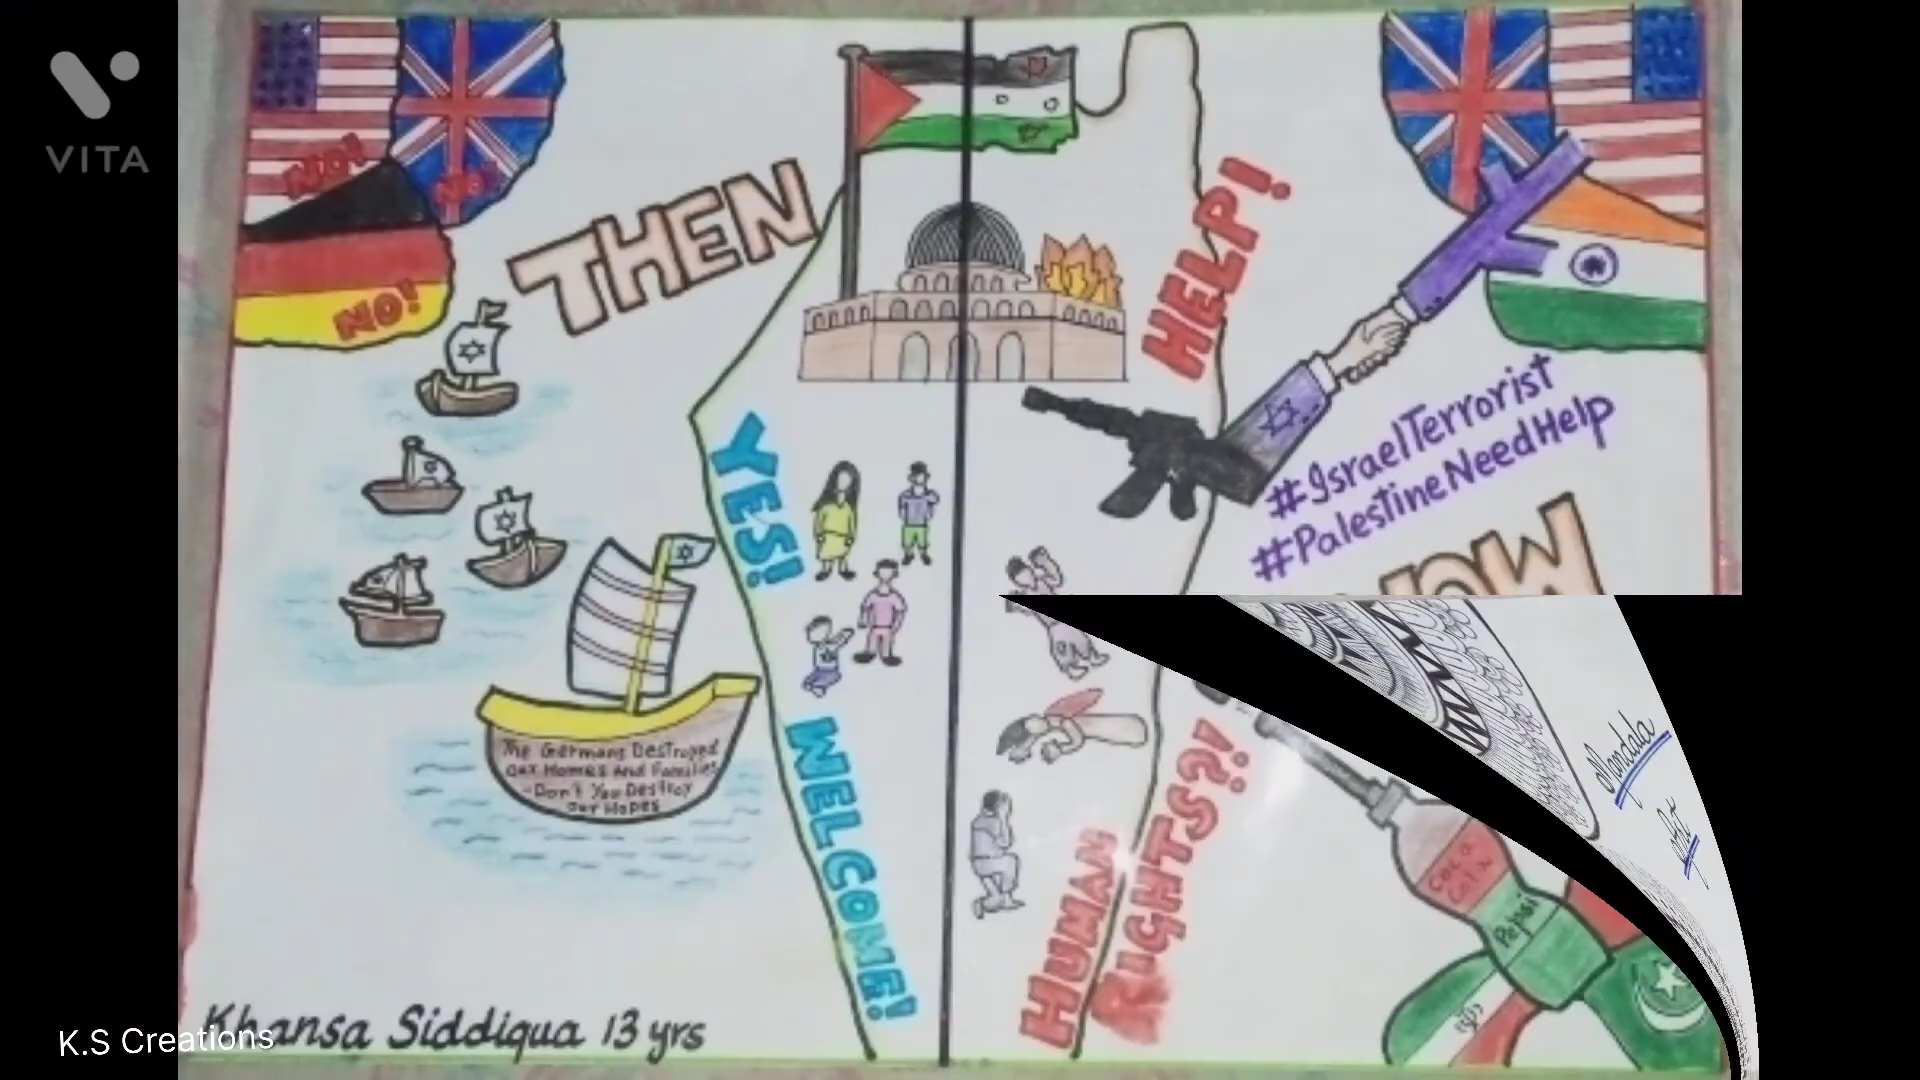 VITA
NO!
NO!
NO!
THEN
HELP!
#IsraelTerrorist
#PalestineNeedHelp
YES!
WELCOME!
The Germans Destroyed
our Homes And Families
-Don't You Destroy
our Hopes
HUMAN
RIGHTS?!
Coca
Cola
Pepsi
Mandala
Art
Khansa Siddiqua 13 yrs
K.S Creations